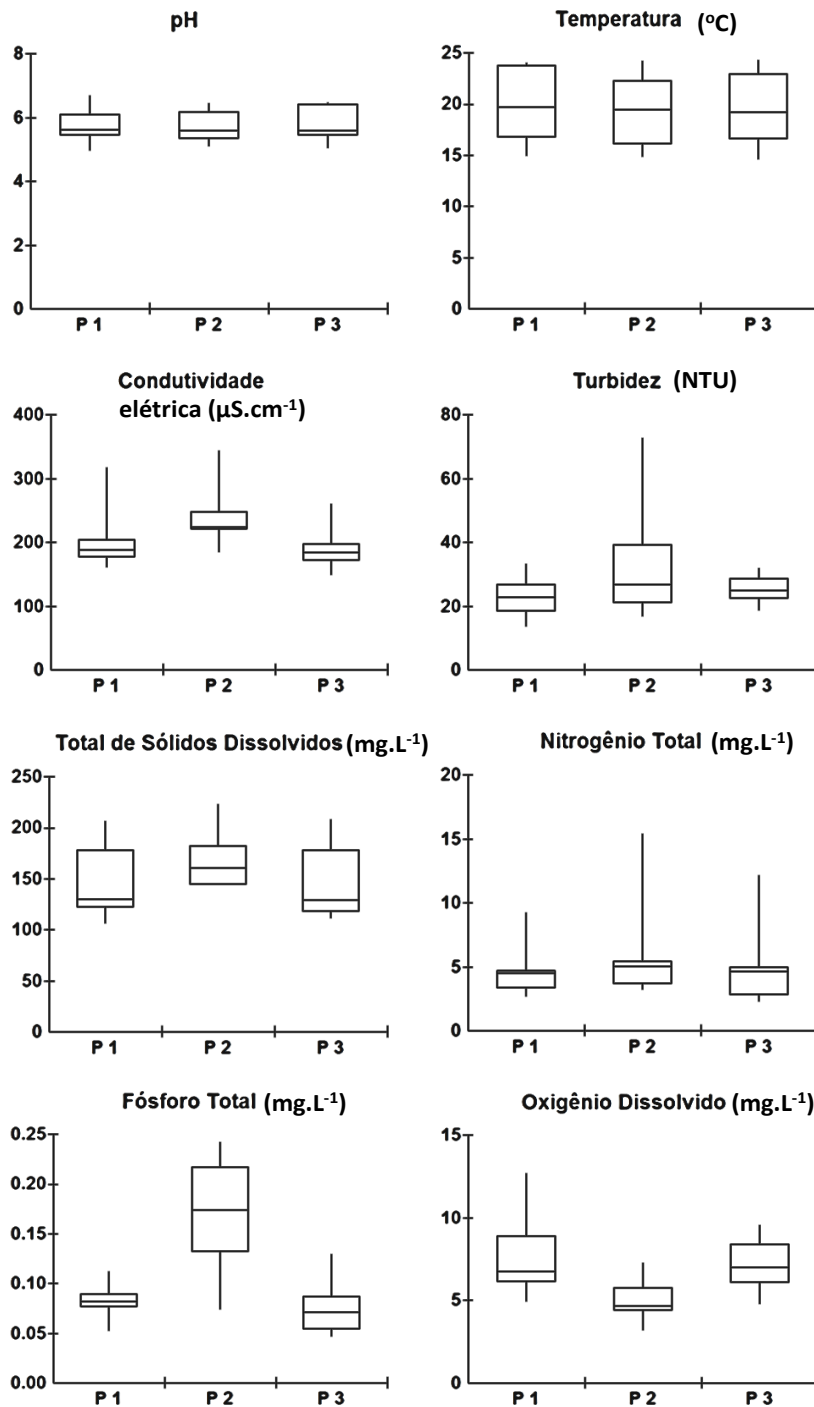 pH
8
6
4
2
0
P 1 P 2 P 3
Temperatura (ºC)
25
20
15
10
5
0
P 1 P 2 P 3
Condutividade
elétrica (µS.cm⁻¹)
400
300
200
100
0
P 1 P 2 P 3
Turbidez (NTU)
80
60
40
20
0
P 1 P 2 P 3
Total de Sólidos Dissolvidos (mg.L⁻¹)
250
200
150
100
50
0
P 1 P 2 P 3
Nitrogênio Total (mg.L⁻¹)
20
15
10
5
0
P 1 P 2 P 3
Fósforo Total (mg.L⁻¹)
0.25
0.20
0.15
0.10
0.05
0.00
P 1 P 2 P 3
Oxigênio Dissolvido (mg.L⁻¹)
15
10
5
0
P 1 P 2 P 3